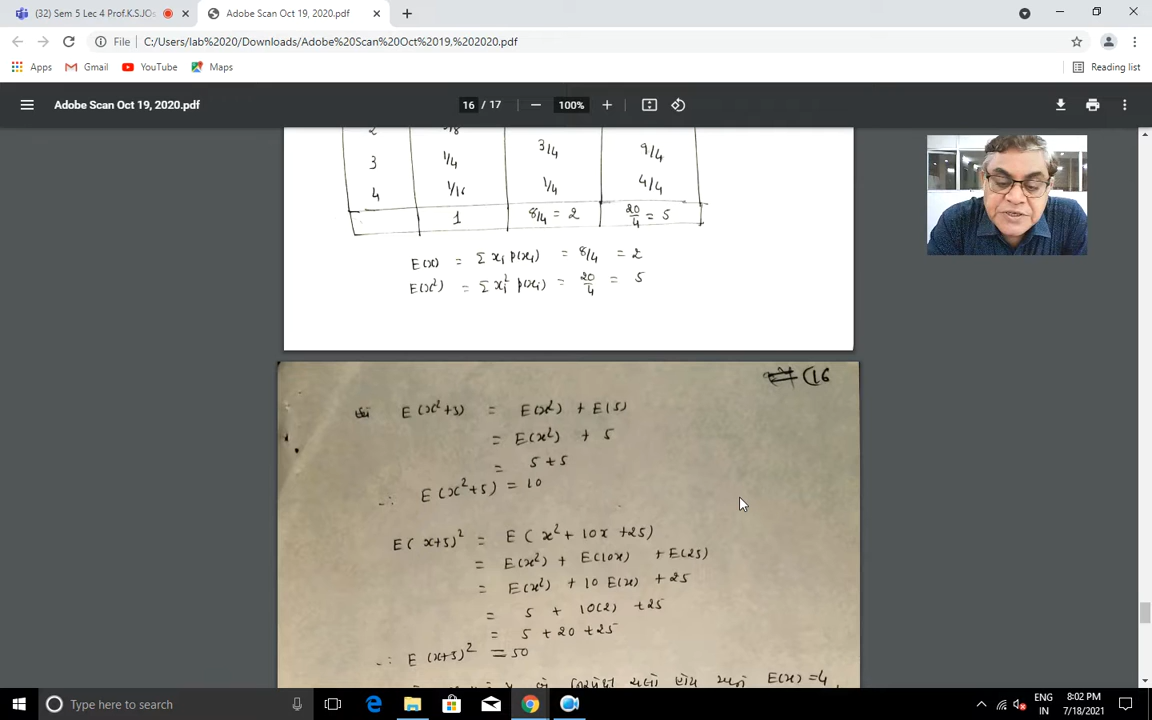 (32) Sem 5 Lec 4 Prof.K.S.JOs
Adobe Scan Oct 19, 2020.pdf
File C:/Users/lab%2020/Downloads/Adobe%20Scan%20Oct%2019,%202020.pdf
Apps Gmail YouTube Maps Reading list
Adobe Scan Oct 19, 2020.pdf 16 / 17 100%
3 1/4 3/4 9/4
4 1/16 1/4 4/4
1 8/4 = 2 20/4 = 5
E(x) = Σ xi p(xi) = 8/4 = 2
E(x²) = Σ xi² p(xi) = 20/4 = 5
(16
E(x²+5) = E(x²) + E(5)
= E(x²) + 5
= 5+5
∴ E(x²+5) = 10
E(x+5)² = E(x²+10x+25)
= E(x²) + E(10x) + E(25)
= E(x²) + 10 E(x) + 25
= 5 + 10(2) + 25
= 5 + 20 + 25
∴ E(x+5)² = 50
E(x) = 4,
Type here to search
ENG 8:02 PM
IN 7/18/2021